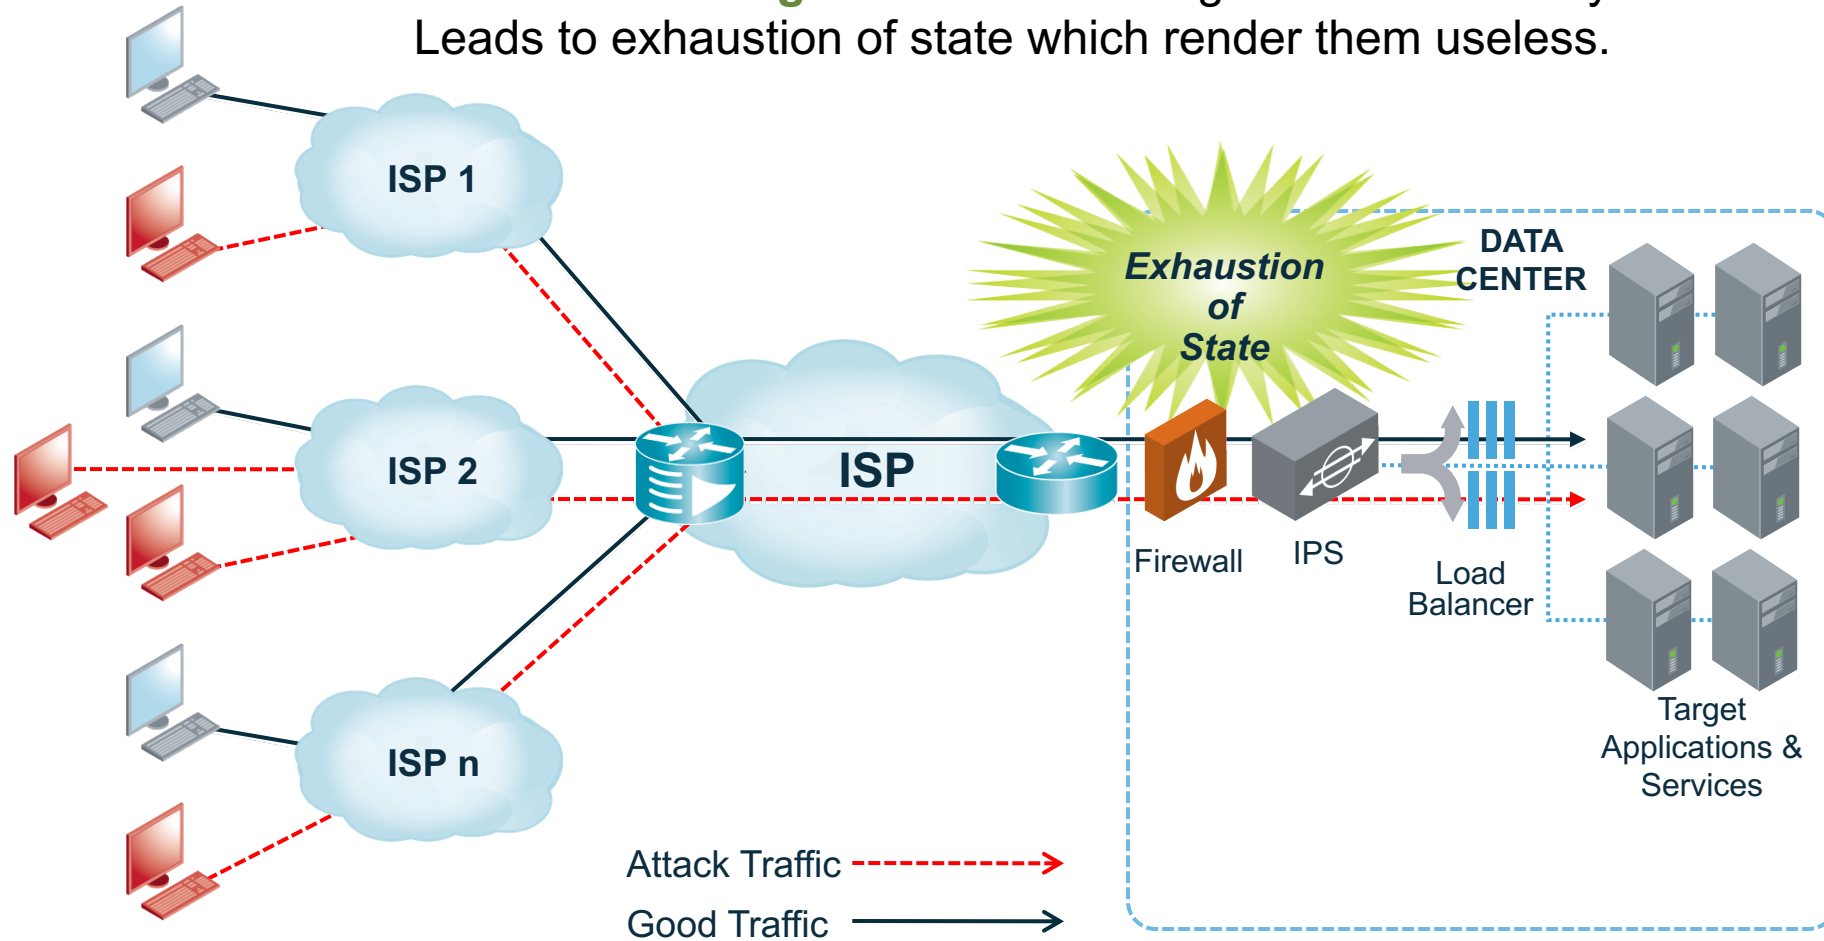 Leads to exhaustion of state which render them useless.
ISP 1
Exhaustion
of
State
DATA
CENTER
ISP 2
ISP
Firewall
IPS
Load
Balancer
ISP n
Target
Applications &
Services
Attack Traffic
Good Traffic